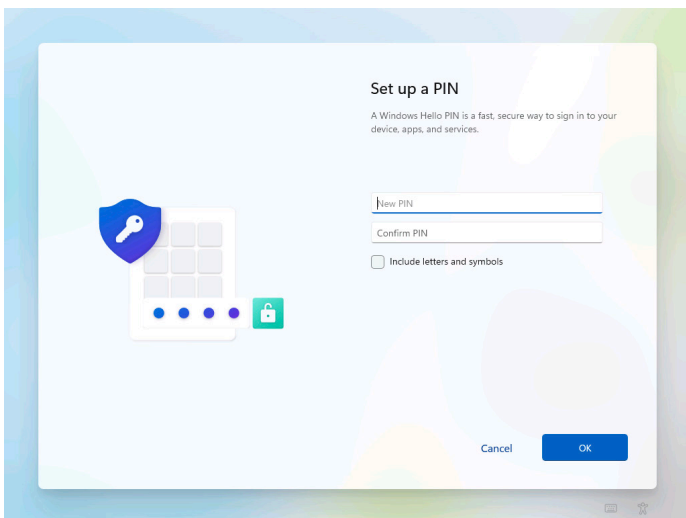 Set up a PIN
A Windows Hello PIN is a fast, secure way to sign in to your
device, apps, and services.
New PIN
Confirm PIN
Include letters and symbols
Cancel
OK